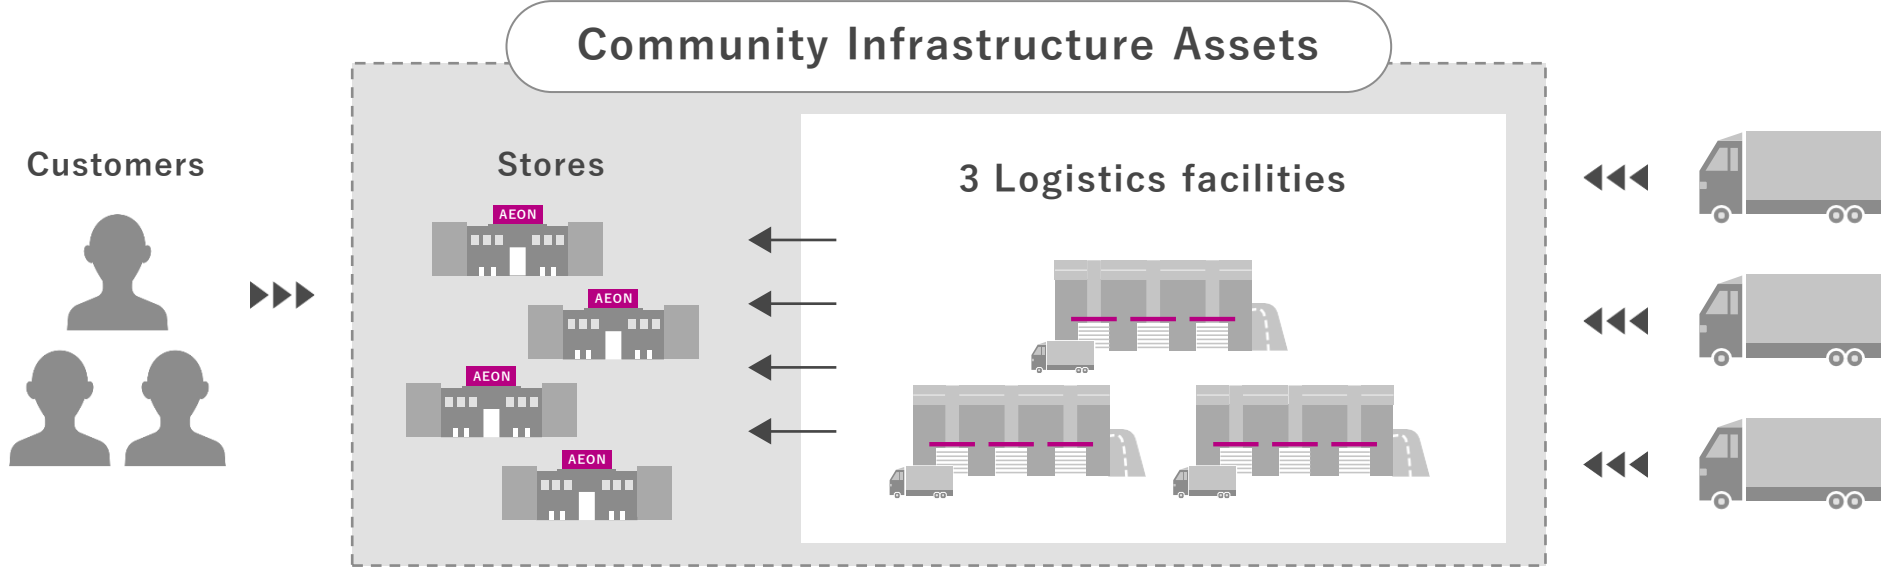 Community Infrastructure Assets
Customers
Stores
3 Logistics facilities
AEON
AEON
AEON
AEON